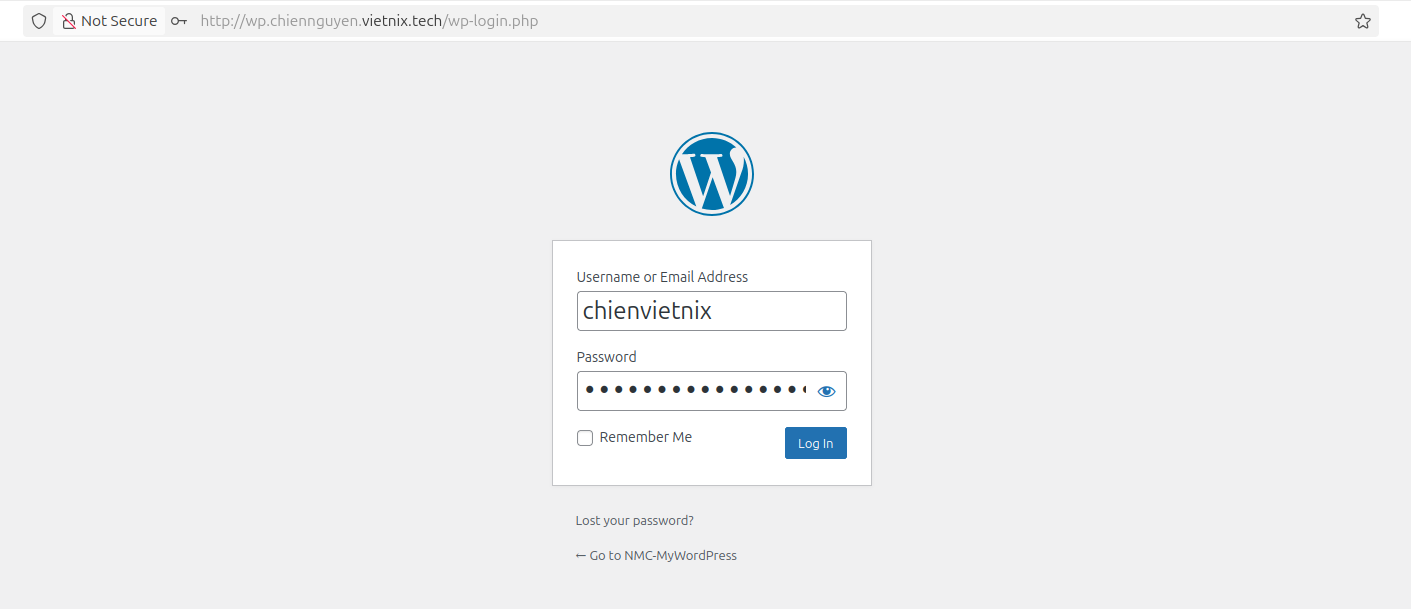 Not Secure http://wp.chiennguyen.vietnix.tech/wp-login.php
Username or Email Address
chienvietnix
Password
Remember Me
Log In
Lost your password?
← Go to NMC-MyWordPress